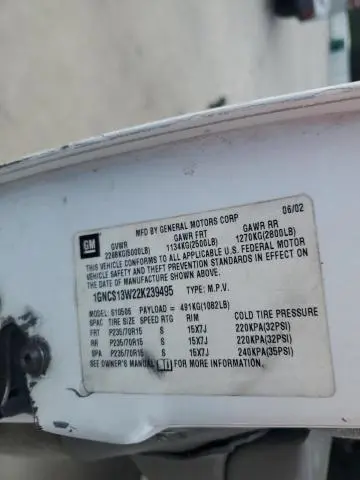 MFD BY GENERAL MOTORS CORP 06/02
GM GVWR GAWR FRT GAWR RR
2268KG(5000LB) 1134KG(2500LB) 1270KG(2800LB)
THIS VEHICLE CONFORMS TO ALL APPLICABLE U.S. FEDERAL MOTOR
VEHICLE SAFETY AND THEFT PREVENTION STANDARDS IN EFFECT ON
THE DATE OF MANUFACTURE SHOWN ABOVE.
1GNCS13W22K239495 TYPE: M.P.V.
MODEL: S10506 PAYLOAD = 491KG(1082LB)
SPAC TIRE SIZE SPEED RTG RIM COLD TIRE PRESSURE
FRT P235/70R15 S 15X7J 220KPA(32PSI)
RR P235/70R15 S 15X7J 220KPA(32PSI)
SPA P235/70R15 S 15X7J 240KPA(35PSI)
SEE OWNER'S MANUAL FOR MORE INFORMATION.